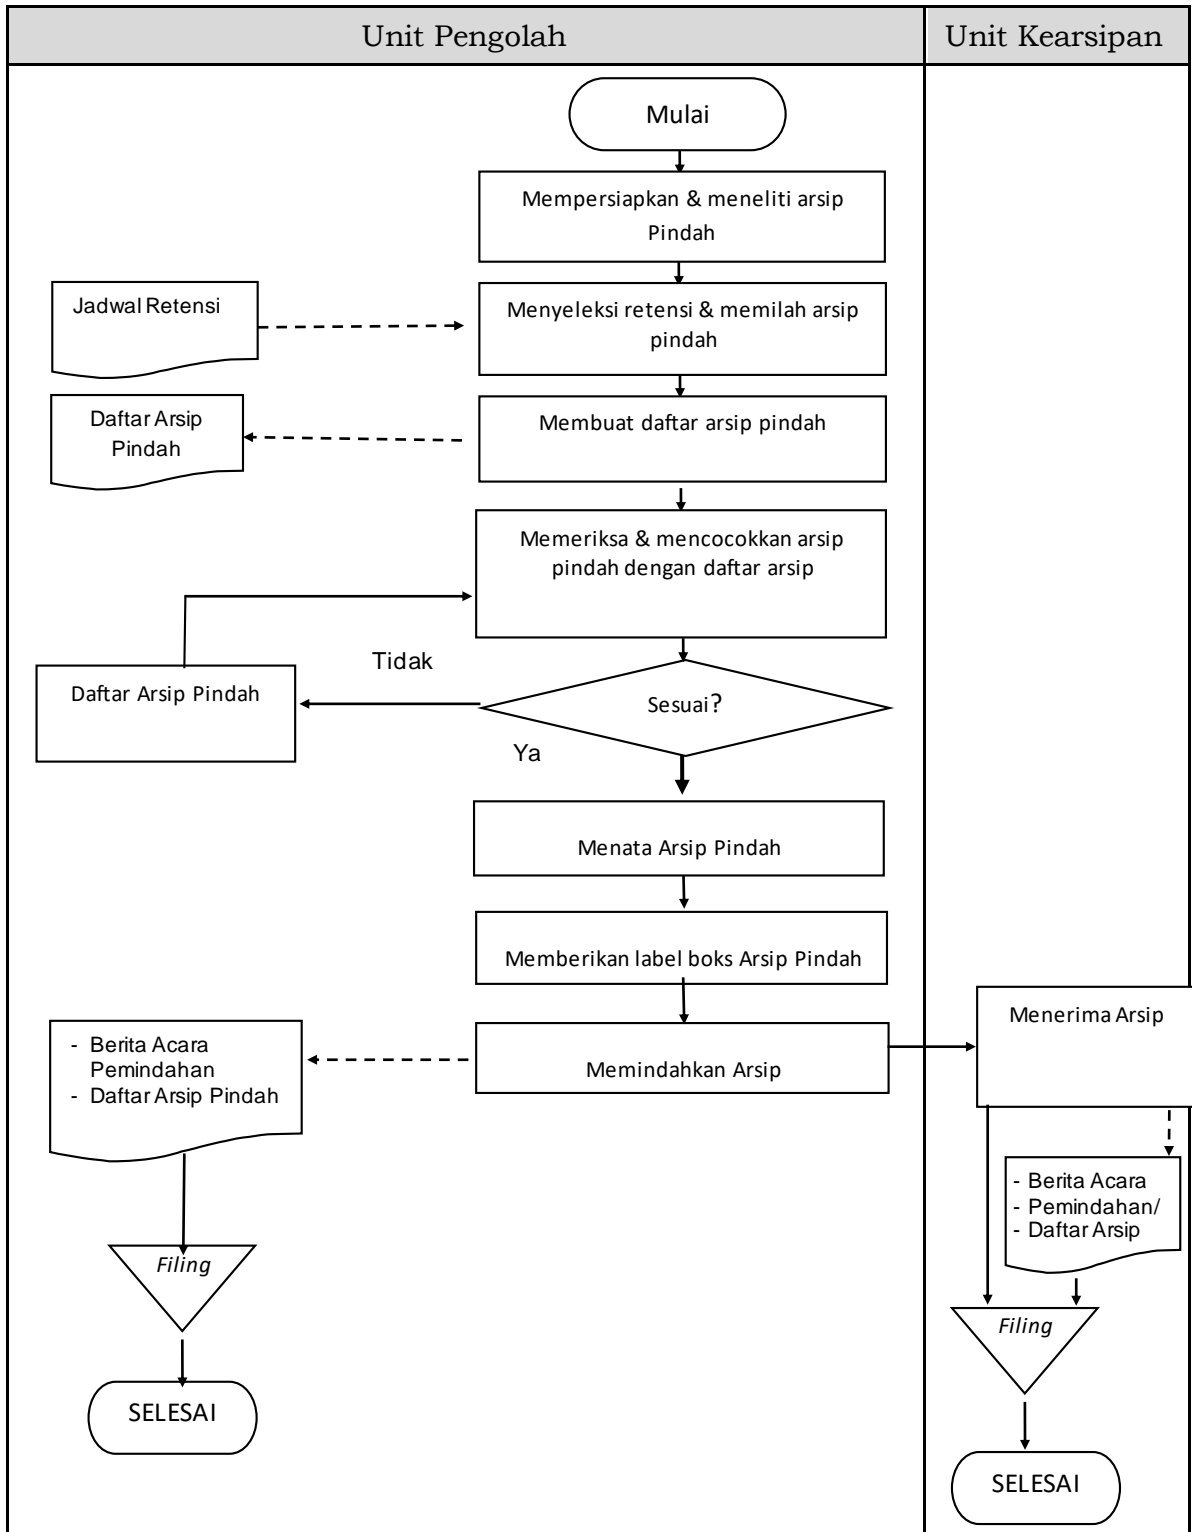 Unit Pengolah
Unit Kearsipan
Mulai
Mempersiapkan & meneliti arsip
Pindah
Jadwal Retensi
Menyeleksi retensi & memilah arsip
pindah
Daftar Arsip
Pindah
Membuat daftar arsip pindah
Memeriksa & mencocokkan arsip
pindah dengan daftar arsip
Tidak
Daftar Arsip Pindah
Sesuai?
Ya
Menata Arsip Pindah
Memberikan label boks Arsip Pindah
Menerima Arsip
- Berita Acara
Pemindahan
- Daftar Arsip Pindah
Memindahkan Arsip
- Berita Acara
- Pemindahan/
- Daftar Arsip
Filing
Filing
SELESAI
SELESAI